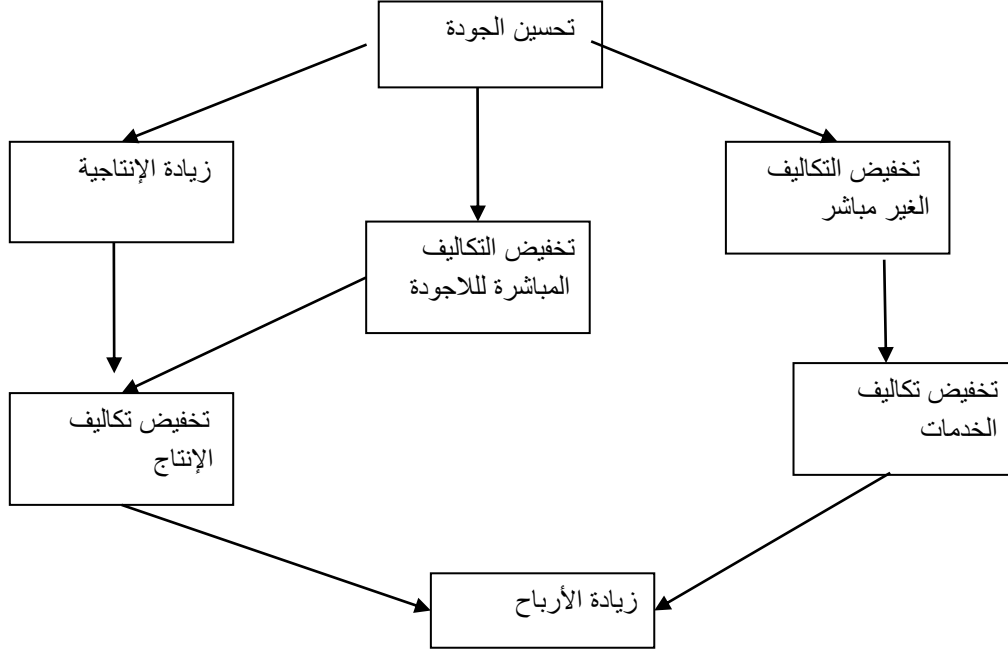 تحسين الجودة
تخفيض التكاليف
الغير مباشر
زيادة الإنتاجية
تخفيض التكاليف
المباشرة لللاجودة
تخفيض تكاليف
الخدمات
تخفيض تكاليف
الإنتاج
زيادة الأرباح